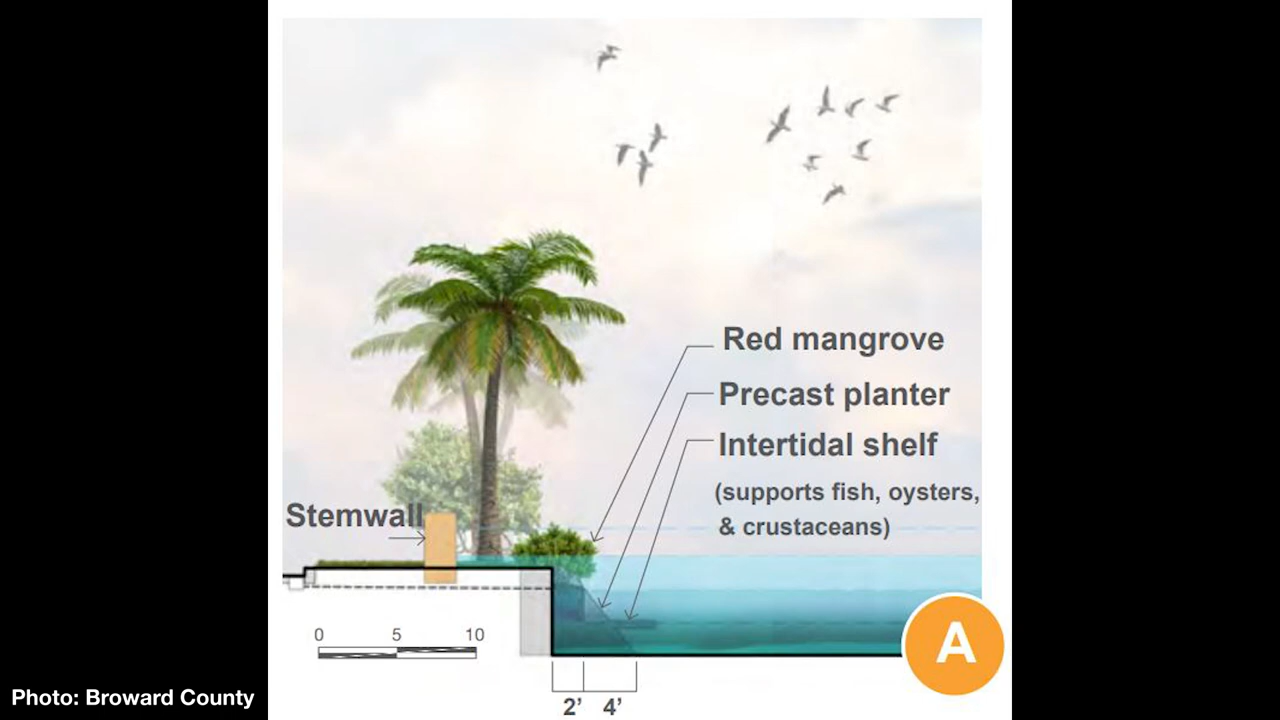 Red mangrove
Precast planter
Intertidal shelf
(supports fish, oysters,
& crustaceans)
Stemwall
0 5 10
A
2’ 4’
Photo: Broward County